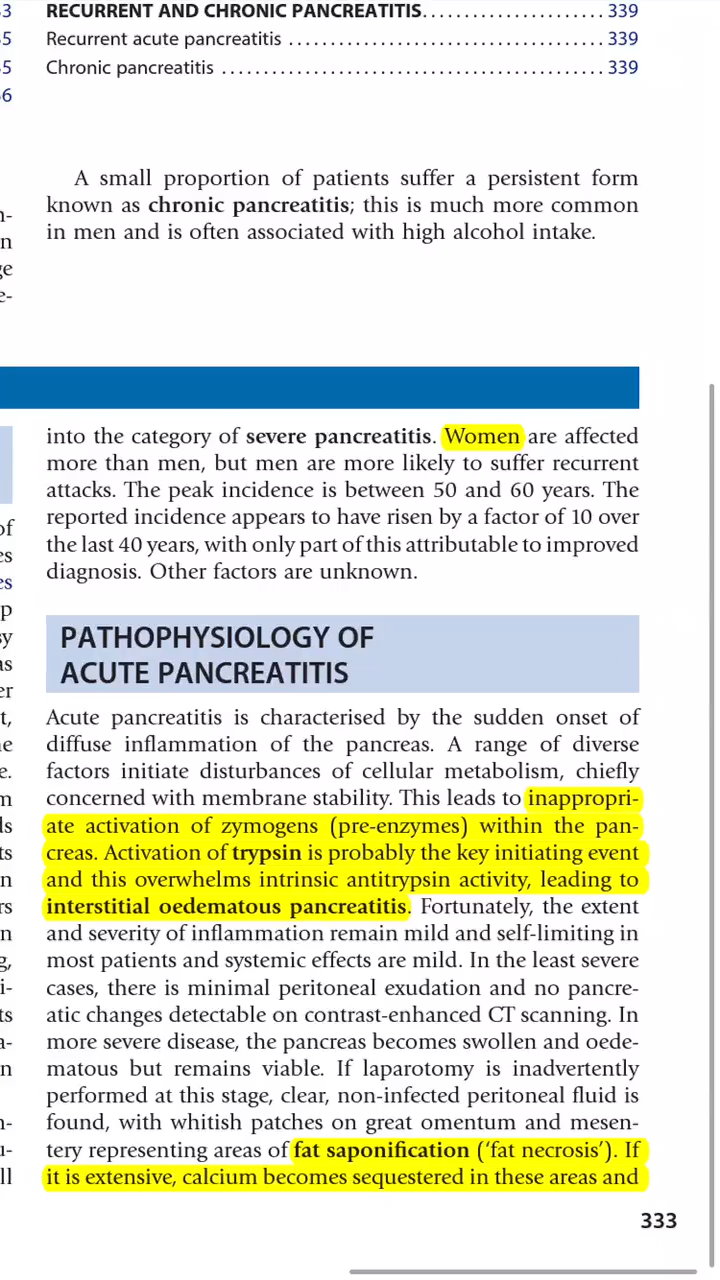 33
RECURRENT AND CHRONIC PANCREATITIS........................ 339
35
Recurrent acute pancreatitis ........................................ 339
35
Chronic pancreatitis ................................................ 339
36
A small proportion of patients suffer a persistent form
known as chronic pancreatitis; this is much more common
in men and is often associated with high alcohol intake.
into the category of severe pancreatitis. Women are affected
more than men, but men are more likely to suffer recurrent
attacks. The peak incidence is between 50 and 60 years. The
reported incidence appears to have risen by a factor of 10 over
the last 40 years, with only part of this attributable to improved
diagnosis. Other factors are unknown.
PATHOPHYSIOLOGY OF
ACUTE PANCREATITIS
Acute pancreatitis is characterised by the sudden onset of
diffuse inflammation of the pancreas. A range of diverse
factors initiate disturbances of cellular metabolism, chiefly
concerned with membrane stability. This leads to inappropri-
ate activation of zymogens (pre-enzymes) within the pan-
creas. Activation of trypsin is probably the key initiating event
and this overwhelms intrinsic antitrypsin activity, leading to
interstitial oedematous pancreatitis. Fortunately, the extent
and severity of inflammation remain mild and self-limiting in
most patients and systemic effects are mild. In the least severe
cases, there is minimal peritoneal exudation and no pancre-
atic changes detectable on contrast-enhanced CT scanning. In
more severe disease, the pancreas becomes swollen and oede-
matous but remains viable. If laparotomy is inadvertently
performed at this stage, clear, non-infected peritoneal fluid is
found, with whitish patches on great omentum and mesen-
tery representing areas of fat saponification (‘fat necrosis’). If
it is extensive, calcium becomes sequestered in these areas and
333